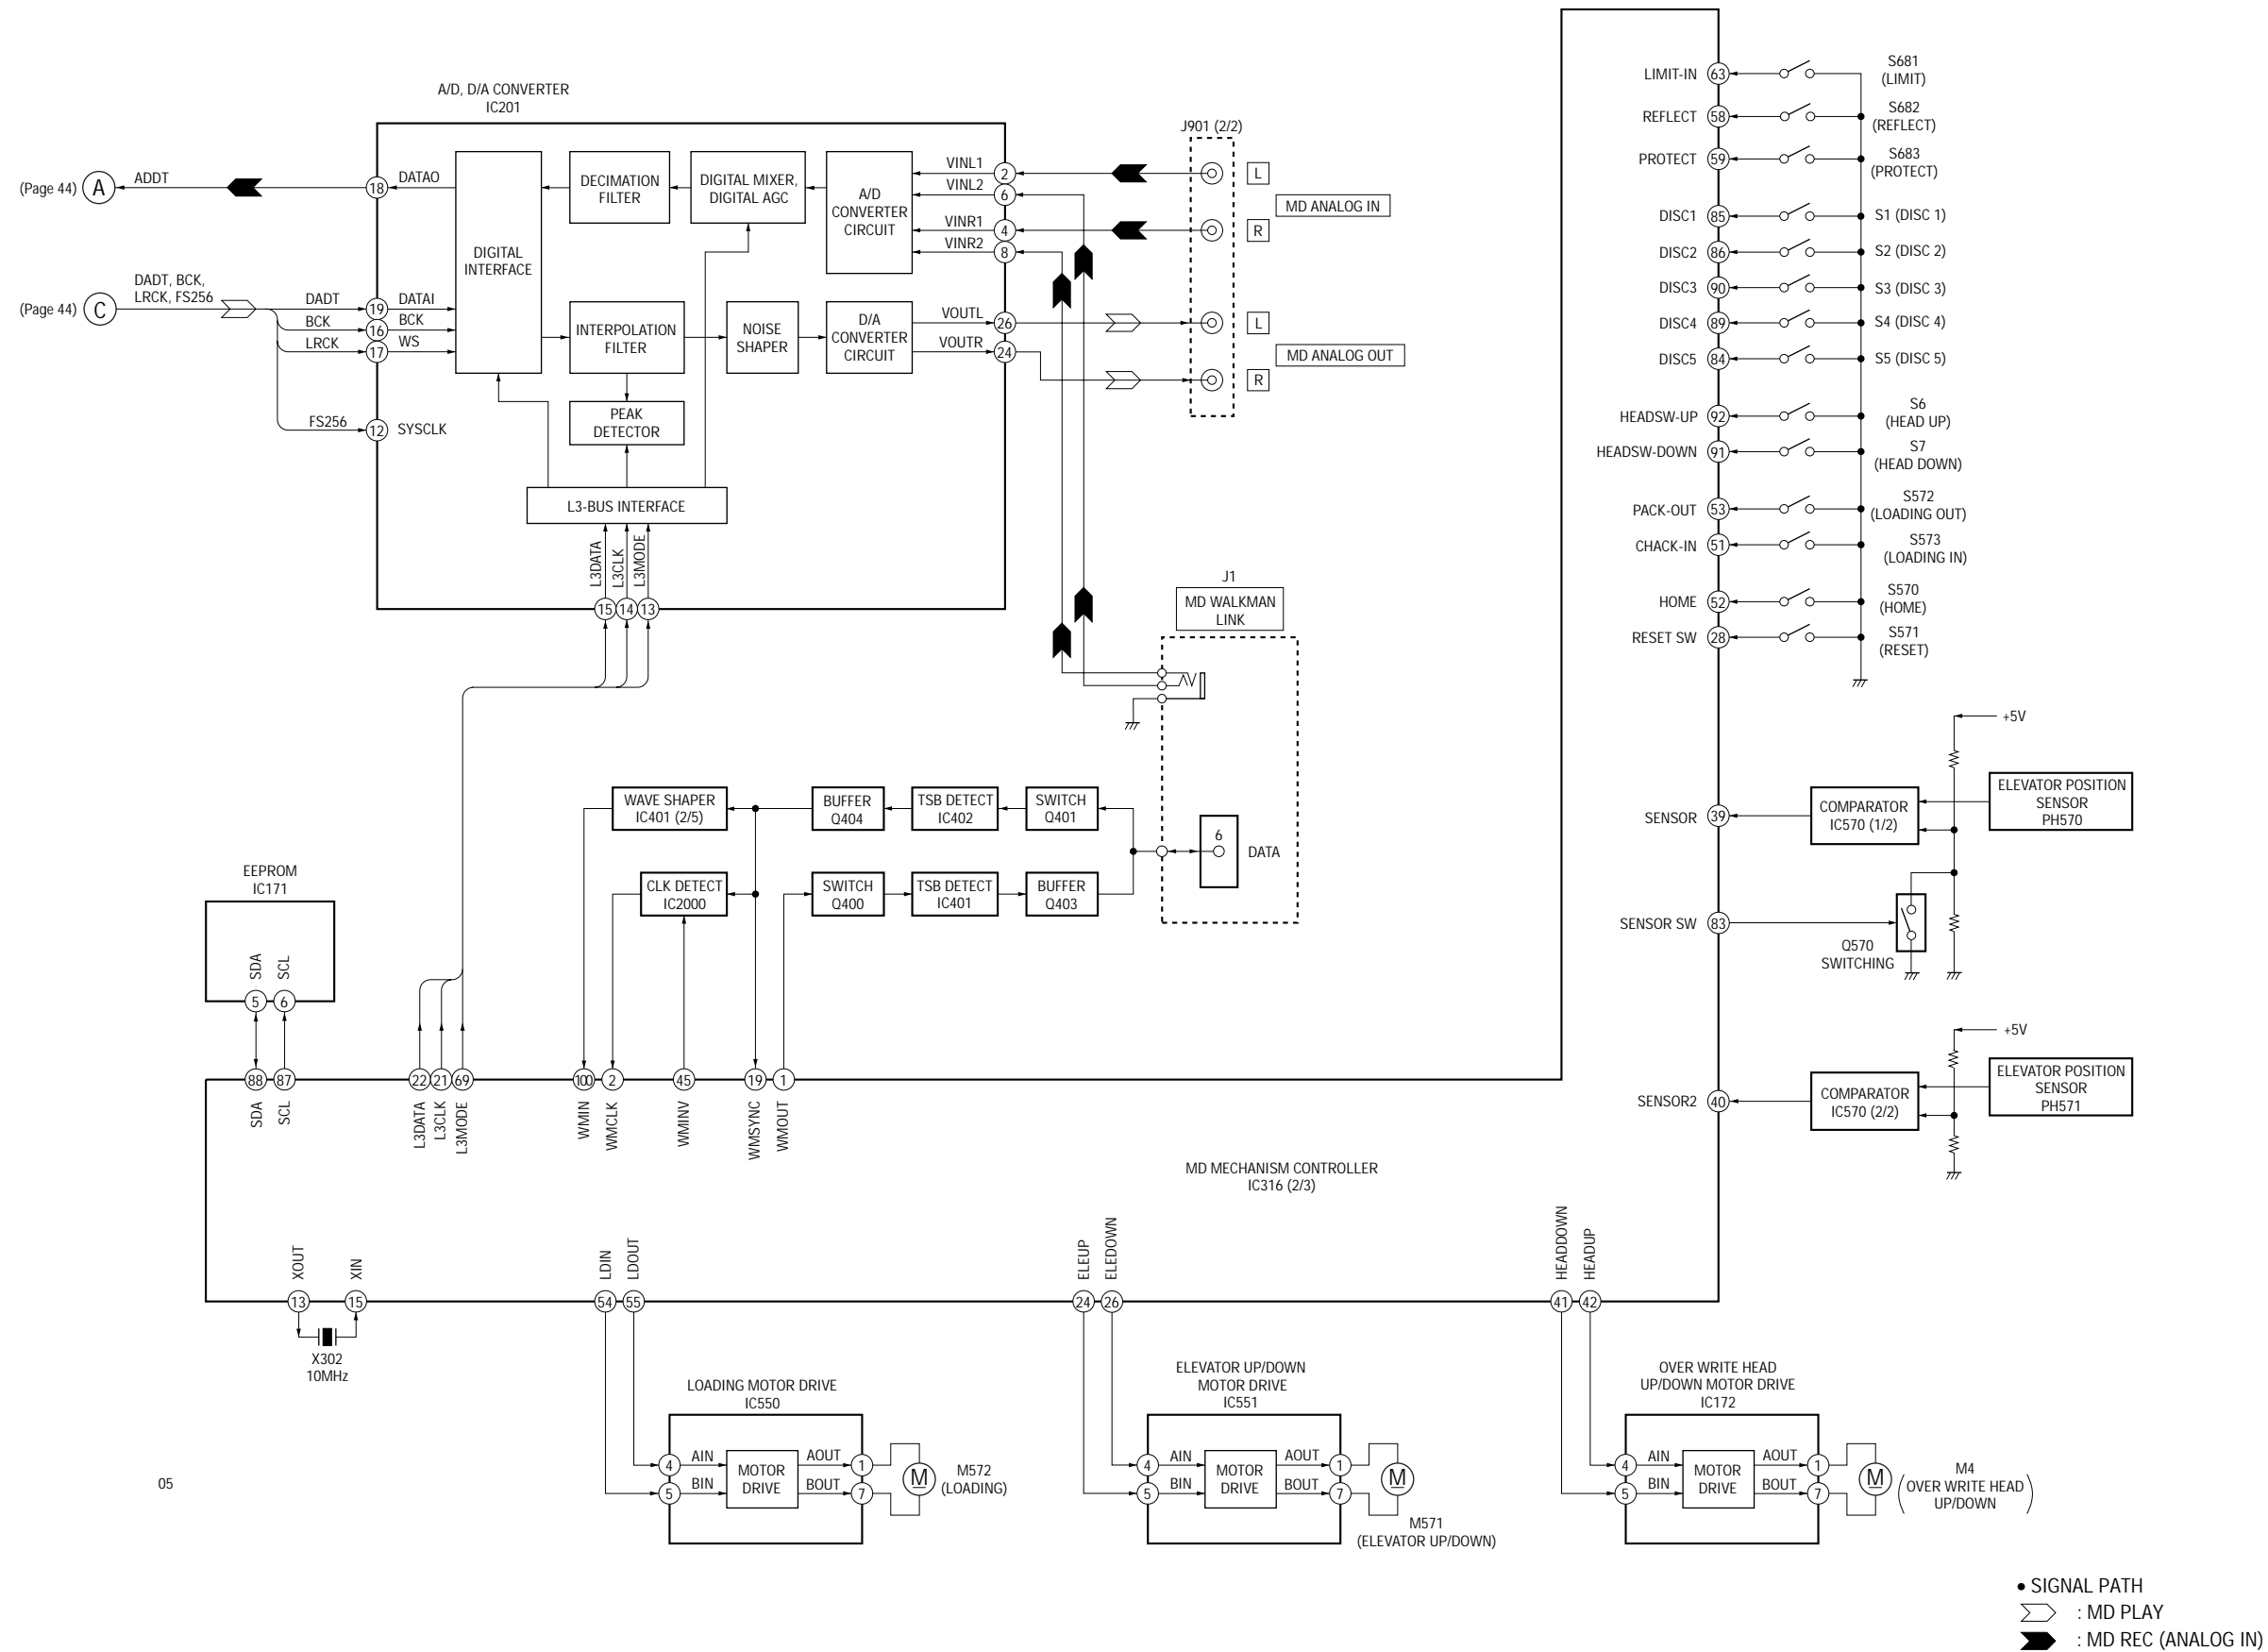 A/D, D/A CONVERTER
IC201
(Page 44)
A
ADDT
18
DATAO
DIGITAL
INTERFACE
DECIMATION
FILTER
DIGITAL MIXER,
DIGITAL AGC
A/D
CONVERTER
CIRCUIT
VINL1
2
VINL2
6
VINR1
4
VINR2
8
J901 (2/2)
L
R
MD ANALOG IN
(Page 44)
C
DADT, BCK,
LRCK, FS256
DADT
19
DATAI
BCK
16
BCK
LRCK
17
WS
FS256
12
SYSCLK
INTERPOLATION
FILTER
NOISE
SHAPER
D/A
CONVERTER
CIRCUIT
VOUTL
26
VOUTR
24
L
R
MD ANALOG OUT
PEAK
DETECTOR
L3-BUS INTERFACE
L3DATA
L3CLK
L3MODE
15
14
13
J1
MD WALKMAN
LINK
WAVE SHAPER
IC401 (2/5)
BUFFER
Q404
TSB DETECT
IC402
SWITCH
Q401
6
DATA
CLK DETECT
IC2000
SWITCH
Q400
TSB DETECT
IC401
BUFFER
Q403
EEPROM
IC171
SDA
SCL
5
6
88
87
22
21
69
100
2
45
19
1
SDA
SCL
L3DATA
L3CLK
L3MODE
WMIN
WMCLK
WMINV
WMSYNC
WMOUT
MD MECHANISM CONTROLLER
IC316 (2/3)
LIMIT-IN
63
S681
(LIMIT)
REFLECT
58
S682
(REFLECT)
PROTECT
59
S683
(PROTECT)
DISC1
85
S1 (DISC 1)
DISC2
86
S2 (DISC 2)
DISC3
90
S3 (DISC 3)
DISC4
89
S4 (DISC 4)
DISC5
84
S5 (DISC 5)
HEADSW-UP
92
S6
(HEAD UP)
HEADSW-DOWN
91
S7
(HEAD DOWN)
PACK-OUT
53
S572
(LOADING OUT)
CHACK-IN
51
S573
(LOADING IN)
HOME
52
S570
(HOME)
RESET SW
28
S571
(RESET)
+5V
SENSOR
39
COMPARATOR
IC570 (1/2)
ELEVATOR POSITION
SENSOR
PH570
SENSOR SW
83
Q570
SWITCHING
+5V
SENSOR2
40
COMPARATOR
IC570 (2/2)
ELEVATOR POSITION
SENSOR
PH571
XOUT
XIN
LDIN
LDOUT
ELEUP
ELEDOWN
HEADDOWN
HEADUP
13
15
54
55
24
26
41
42
X302
10MHz
LOADING MOTOR DRIVE
IC550
4
AIN
5
BIN
MOTOR
DRIVE
AOUT
1
BOUT
7
M
M572
(LOADING)
ELEVATOR UP/DOWN
MOTOR DRIVE
IC551
4
AIN
5
BIN
MOTOR
DRIVE
AOUT
1
BOUT
7
M
M571
(ELEVATOR UP/DOWN)
OVER WRITE HEAD
UP/DOWN MOTOR DRIVE
IC172
4
AIN
5
BIN
MOTOR
DRIVE
AOUT
1
BOUT
7
M
M4
(OVER WRITE HEAD
UP/DOWN)
05
• SIGNAL PATH
: MD PLAY
: MD REC (ANALOG IN)